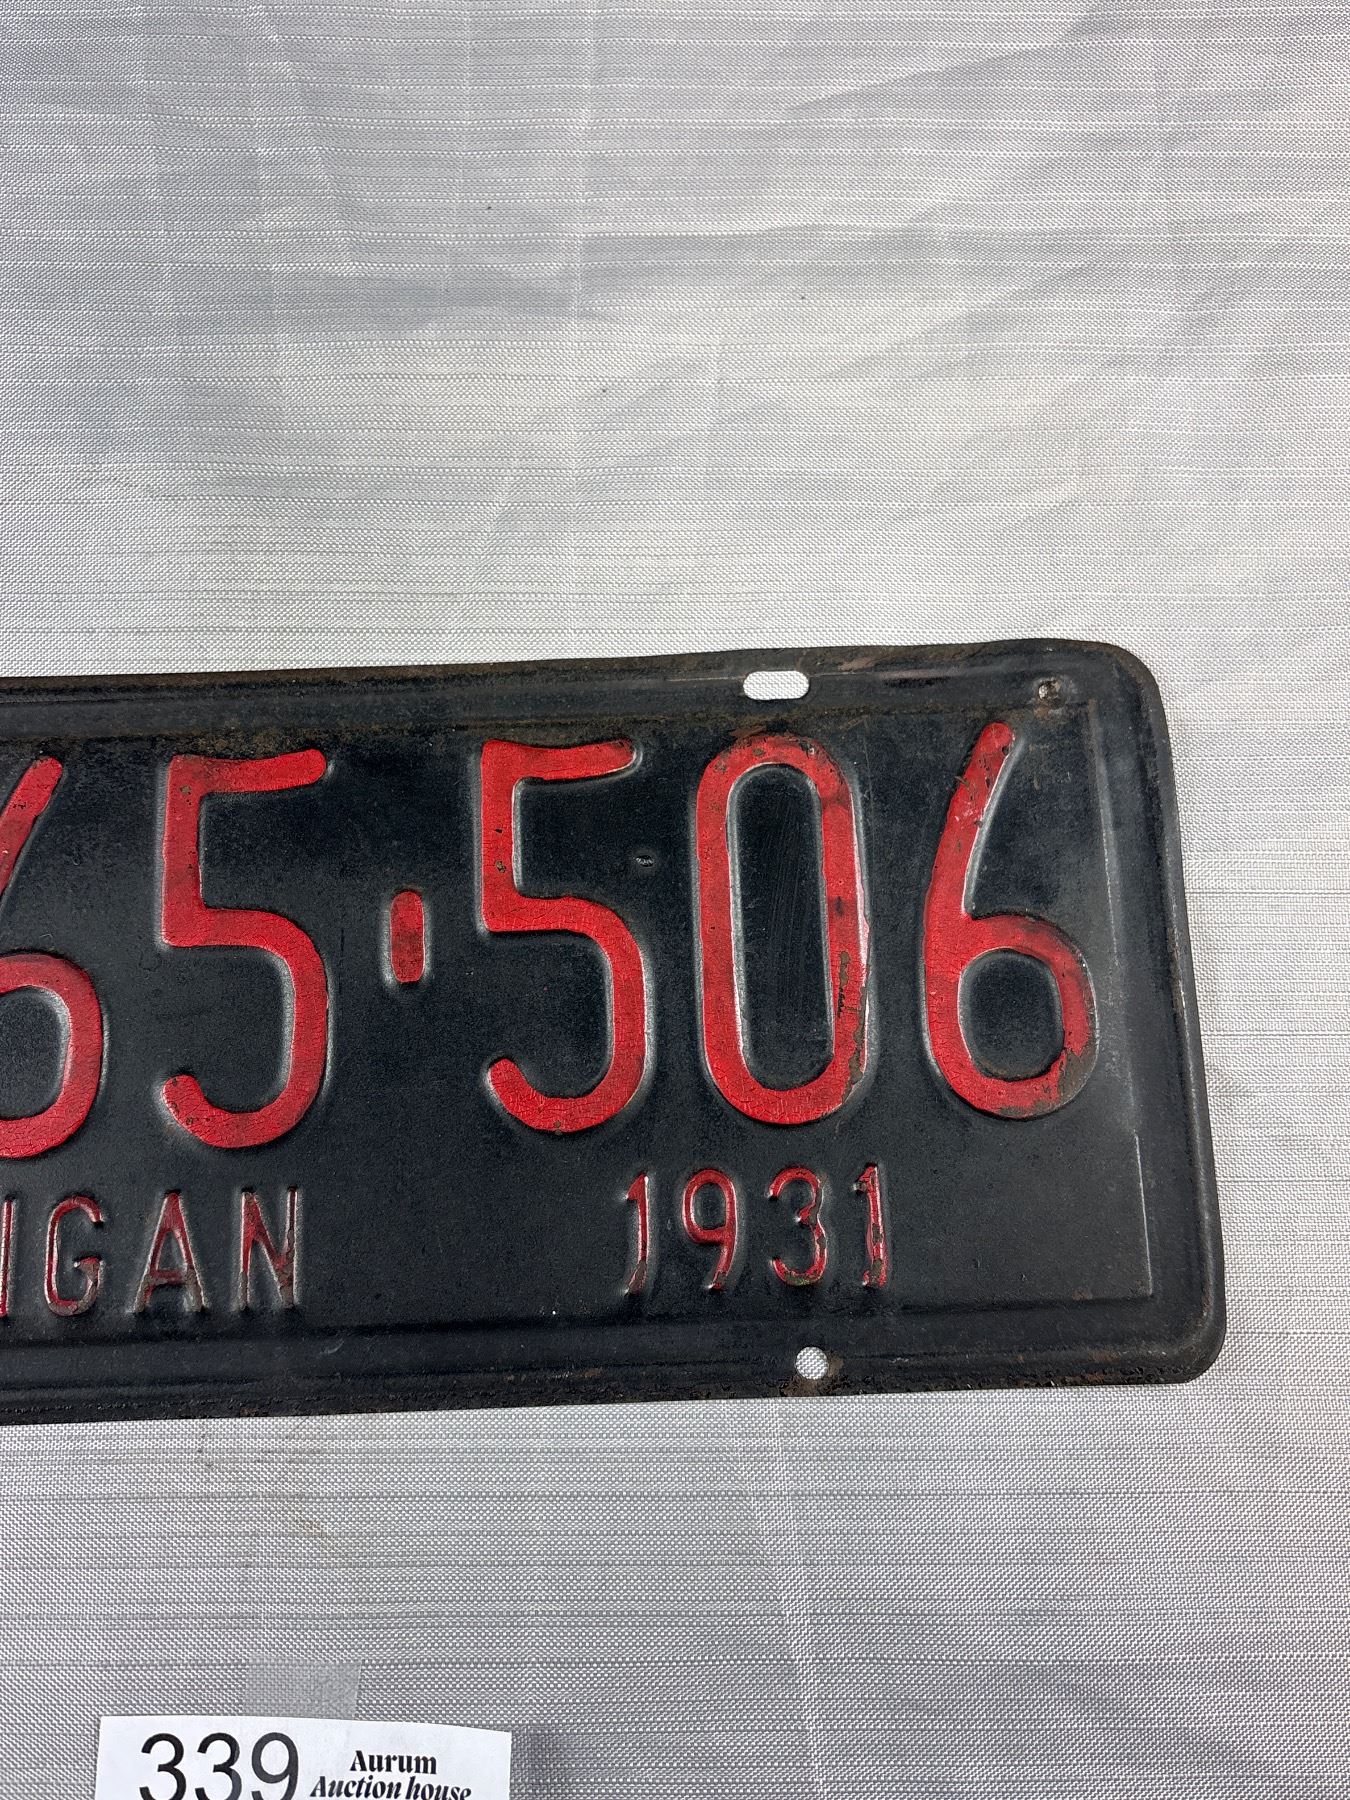 65-506
IGAN 1931
339 Aurum
Auction house